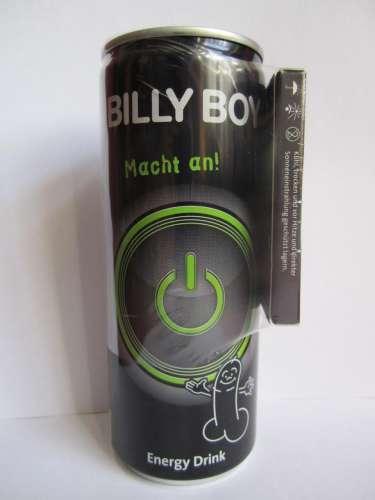 BILLY BOY
Macht an!
Energy Drink
Kühl, trocken und vor Hitze und direkter
Sonneneinstrahlung geschützt lagern.